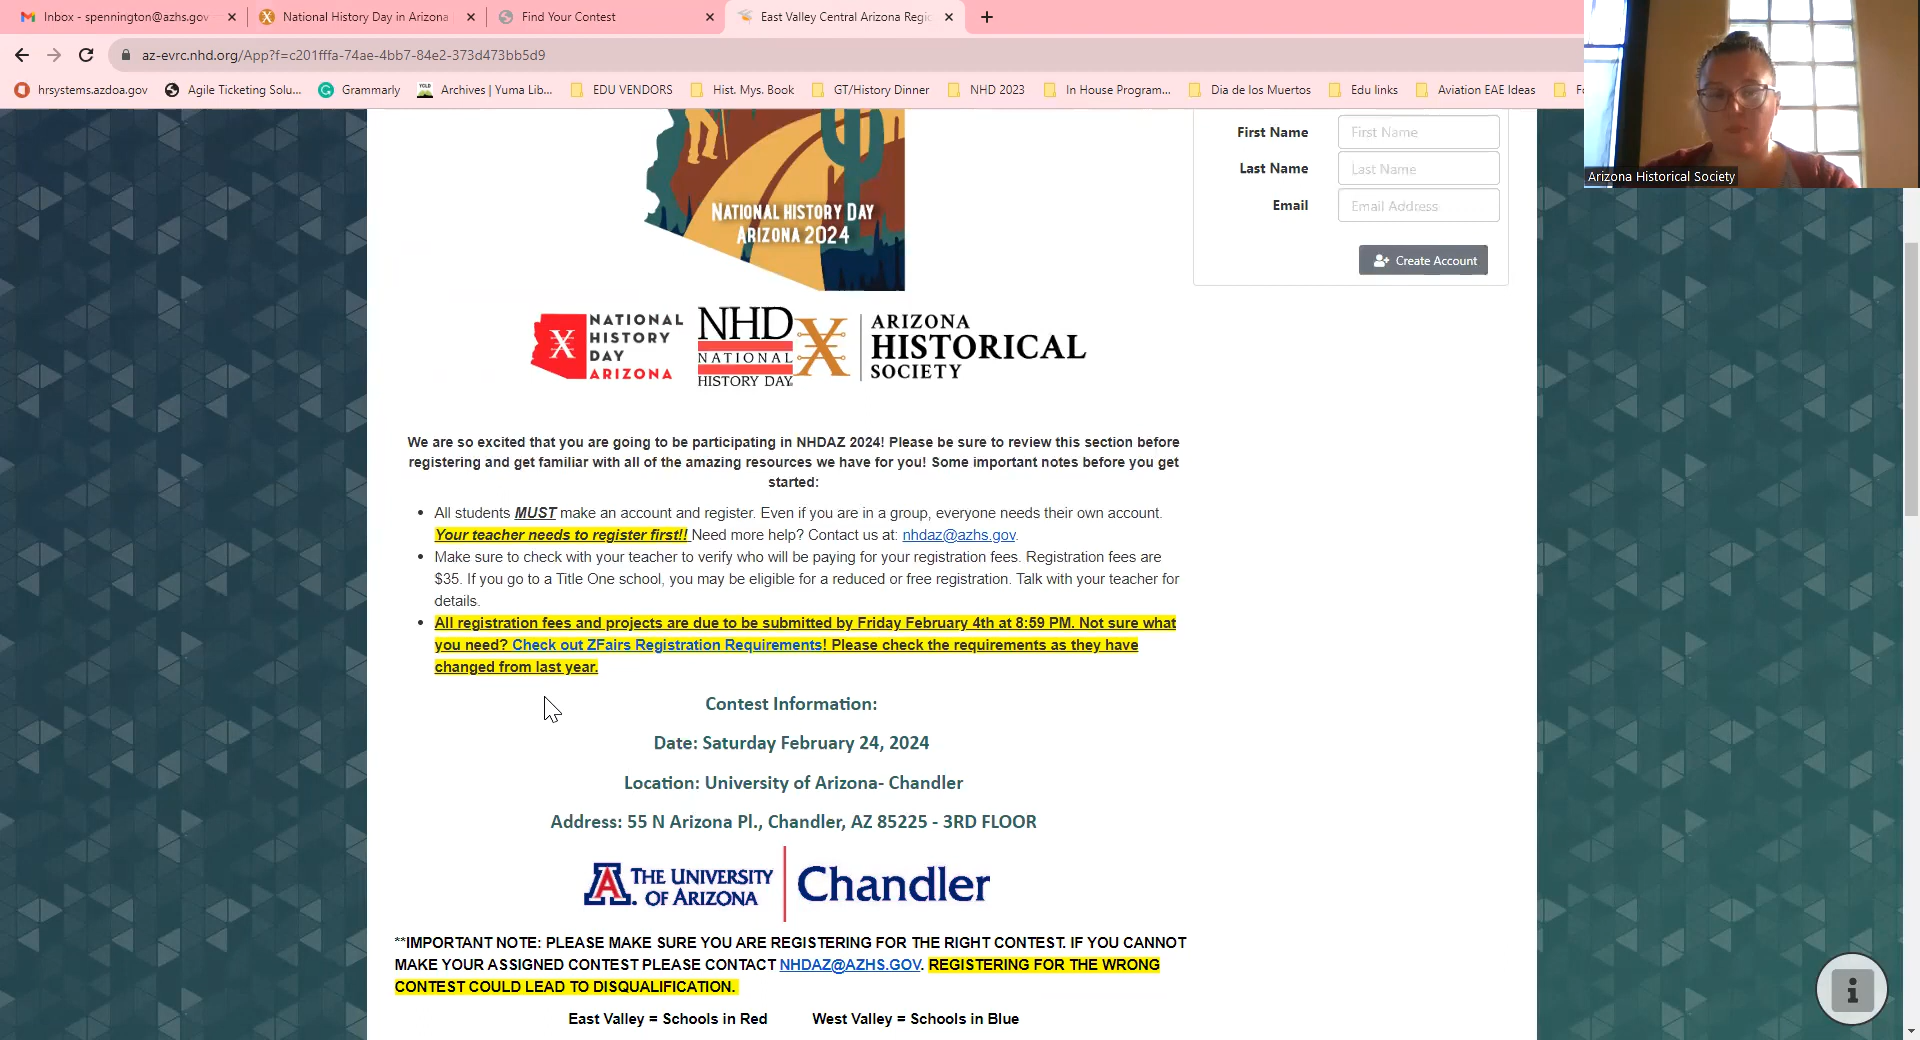 Inbox - spennington@azhs.gov
National History Day in Arizona
Find Your Contest
East Valley Central Arizona Regio
az-evrc.nhd.org/App?f=c201fffa-74ae-4bb7-84e2-373d473bb5d9
hrsystems.azdoa.gov
Agile Ticketing Solu...
Grammarly
Archives | Yuma Lib...
EDU VENDORS
Hist. Mys. Book
GT/History Dinner
NHD 2023
In House Program...
Dia de los Muertos
Edu links
Aviation EAE Ideas
Arizona Historical Society
First Name
First Name
Last Name
Last Name
Email
Email Address
Create Account
NATIONAL HISTORY DAY
ARIZONA 2024
NATIONAL
HISTORY
DAY
ARIZONA
NHD
NATIONAL
HISTORY DAY
ARIZONA
HISTORICAL
SOCIETY
We are so excited that you are going to be participating in NHDAZ 2024! Please be sure to review this section before
registering and get familiar with all of the amazing resources we have for you! Some important notes before you get
started:
• All students MUST make an account and register. Even if you are in a group, everyone needs their own account.
Your teacher needs to register first!! Need more help? Contact us at: nhdaz@azhs.gov.
• Make sure to check with your teacher to verify who will be paying for your registration fees. Registration fees are
$35. If you go to a Title One school, you may be eligible for a reduced or free registration. Talk with your teacher for
details.
• All registration fees and projects are due to be submitted by Friday February 4th at 8:59 PM. Not sure what
you need? Check out ZFairs Registration Requirements! Please check the requirements as they have
changed from last year.
Contest Information:
Date: Saturday February 24, 2024
Location: University of Arizona- Chandler
Address: 55 N Arizona Pl., Chandler, AZ 85225 - 3RD FLOOR
A THE UNIVERSITY
OF ARIZONA
Chandler
**IMPORTANT NOTE: PLEASE MAKE SURE YOU ARE REGISTERING FOR THE RIGHT CONTEST. IF YOU CANNOT
MAKE YOUR ASSIGNED CONTEST PLEASE CONTACT NHDAZ@AZHS.GOV. REGISTERING FOR THE WRONG
CONTEST COULD LEAD TO DISQUALIFICATION.
East Valley = Schools in Red West Valley = Schools in Blue